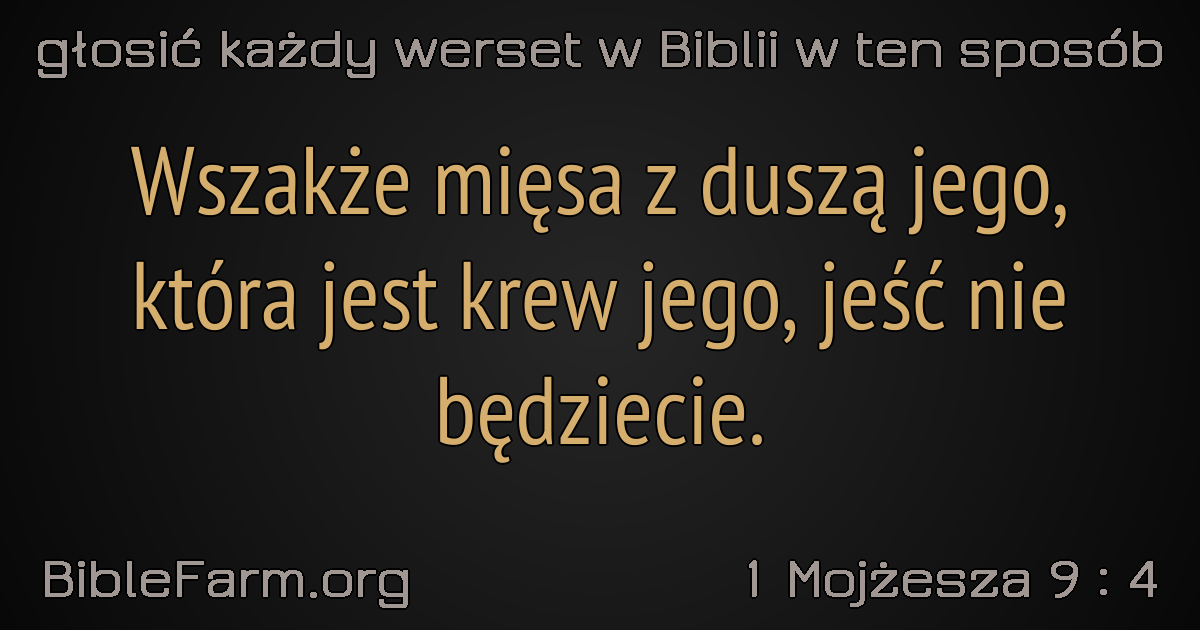 głosić każdy werset w Biblii w ten sposób
Wszakże mięsa z duszą jego,
która jest krew jego, jeść nie
będziecie.
BibleFarm.org
1 Mojżesza 9 : 4